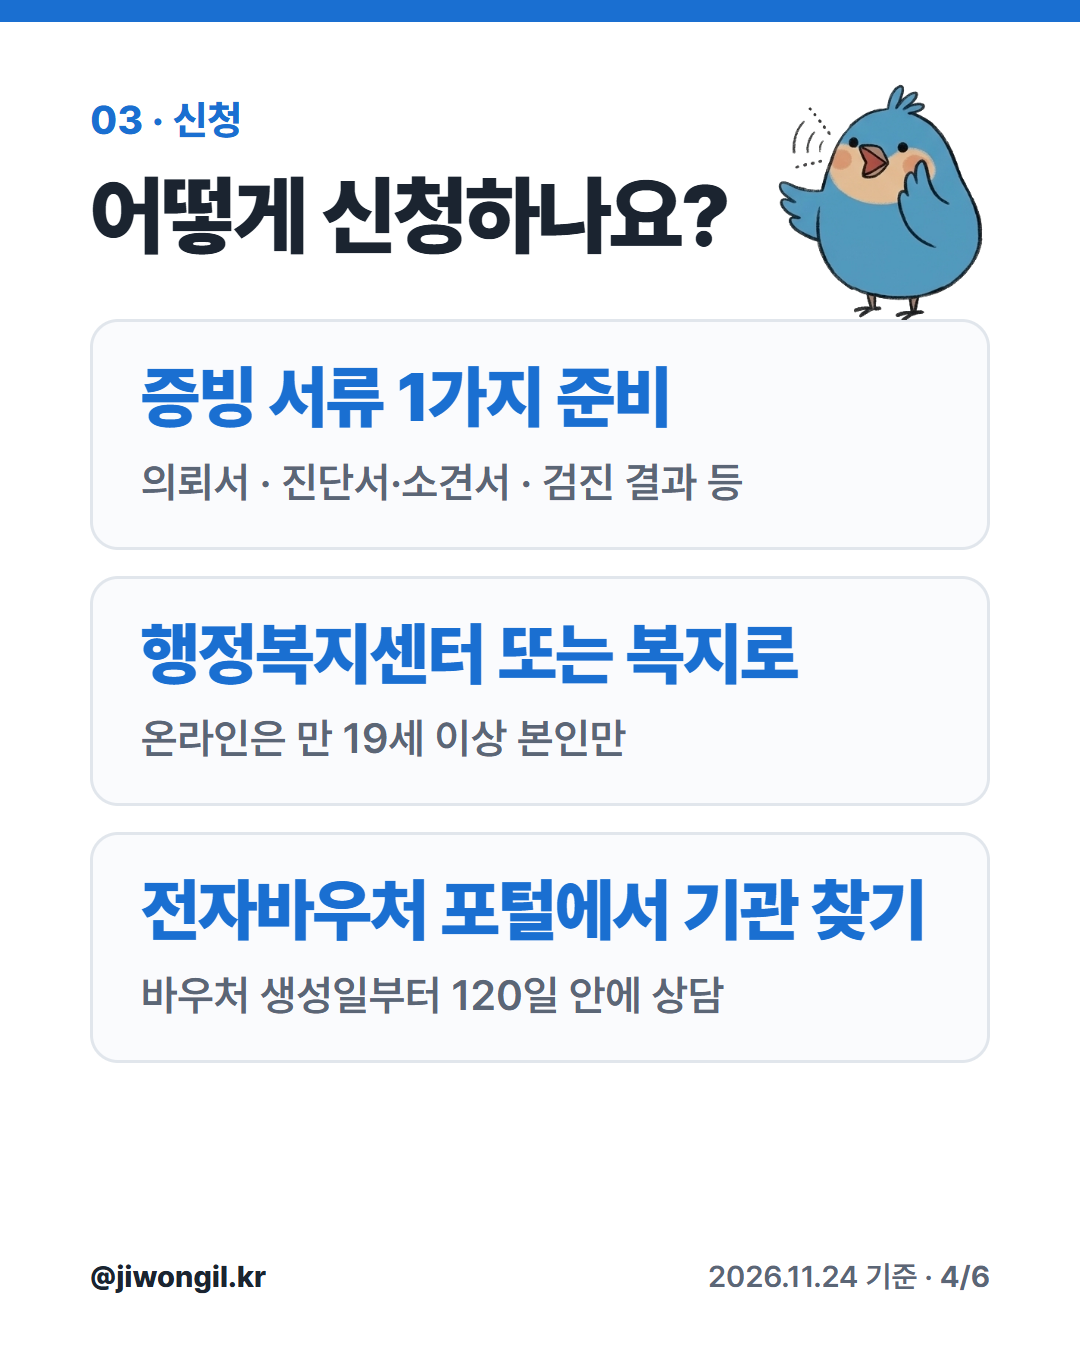 03 · 신청
어떻게 신청하나요?
증빙 서류 1가지 준비
의뢰서 · 진단서·소견서 · 검진 결과 등
행정복지센터 또는 복지로
온라인은 만 19세 이상 본인만
전자바우처 포털에서 기관 찾기
바우처 생성일부터 120일 안에 상담
@jiwongil.kr
2026.11.24 기준 · 4/6